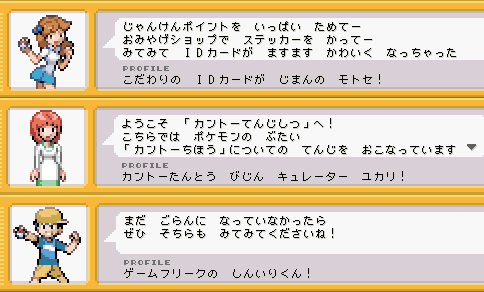 じゃんけんポイントを　いっぱい　ためてー
おみやげショップで　ステッカーを　かってー
みてみて　ＩＤカードが　ますます　かわいく　なっちゃった
PROFILE
こだわりの　ＩＤカードが　じまんの　モトセ！
ようこそ　「カントーてんじしつ」へ！
こちらでは　ポケモンの　ぶたい
「カントーちほう」についての　てんじを　おこなっています
PROFILE
カントーたんとう　びじん　キュレーター　ユカリ！
まだ　ごらんに　なっていなかったら
ぜひ　そちらも　みてみてくださいね！
PROFILE
ゲームフリークの　しんいりくん！